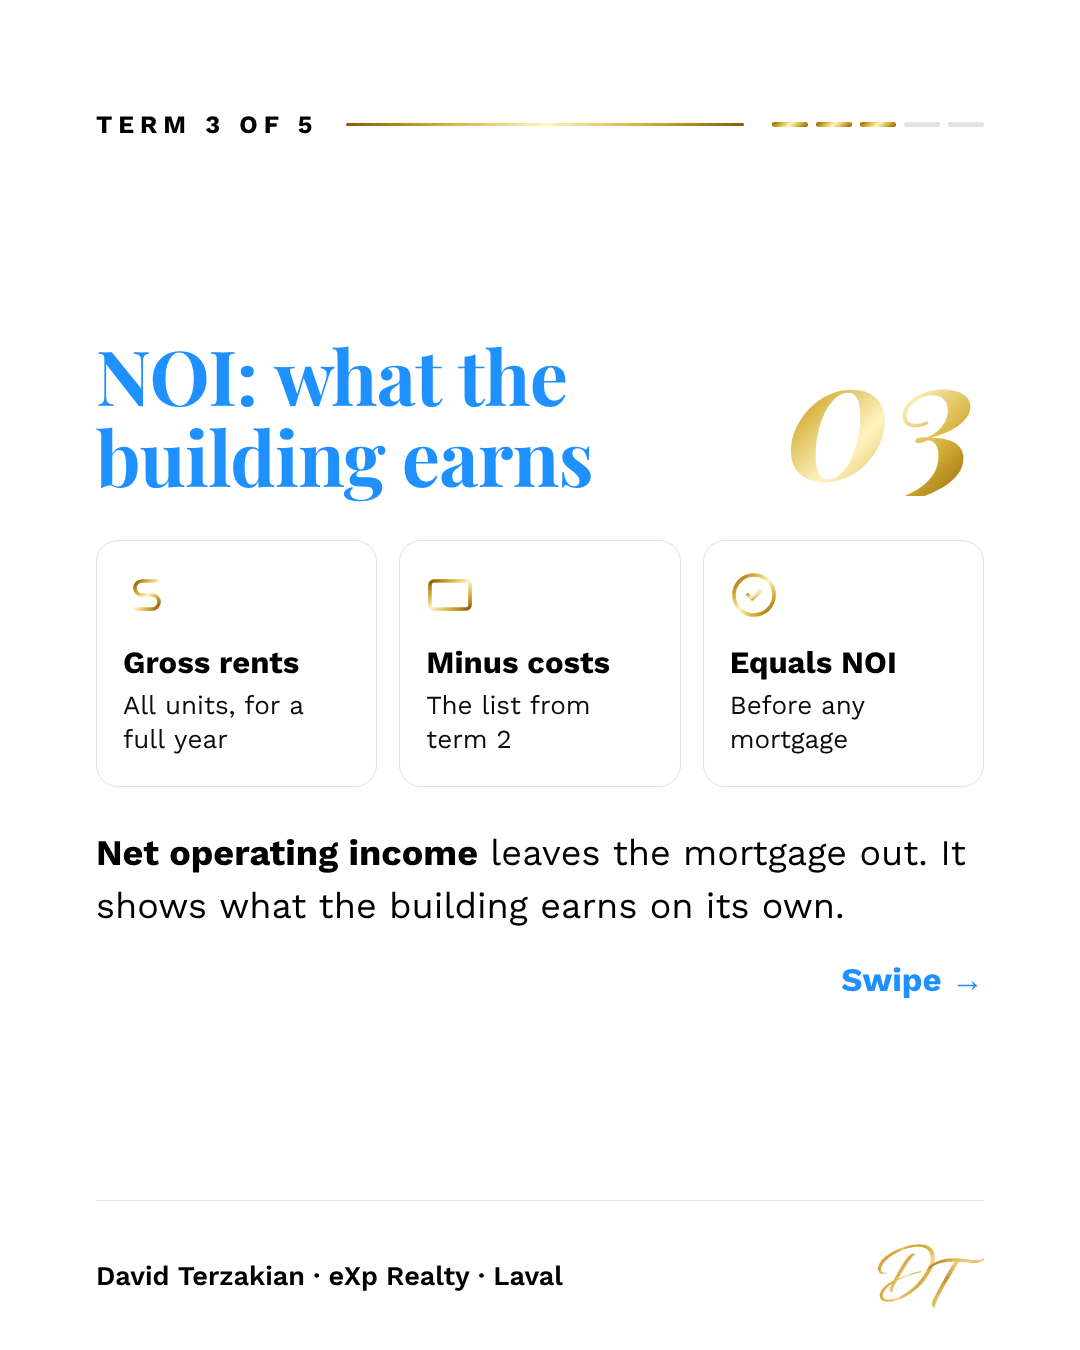 TERM 3 OF 5
NOI: what the
building earns
03
Gross rents
All units, for a
full year
Minus costs
The list from
term 2
Equals NOI
Before any
mortgage
Net operating income leaves the mortgage out. It
shows what the building earns on its own.
Swipe →
David Terzakian · eXp Realty · Laval
DT